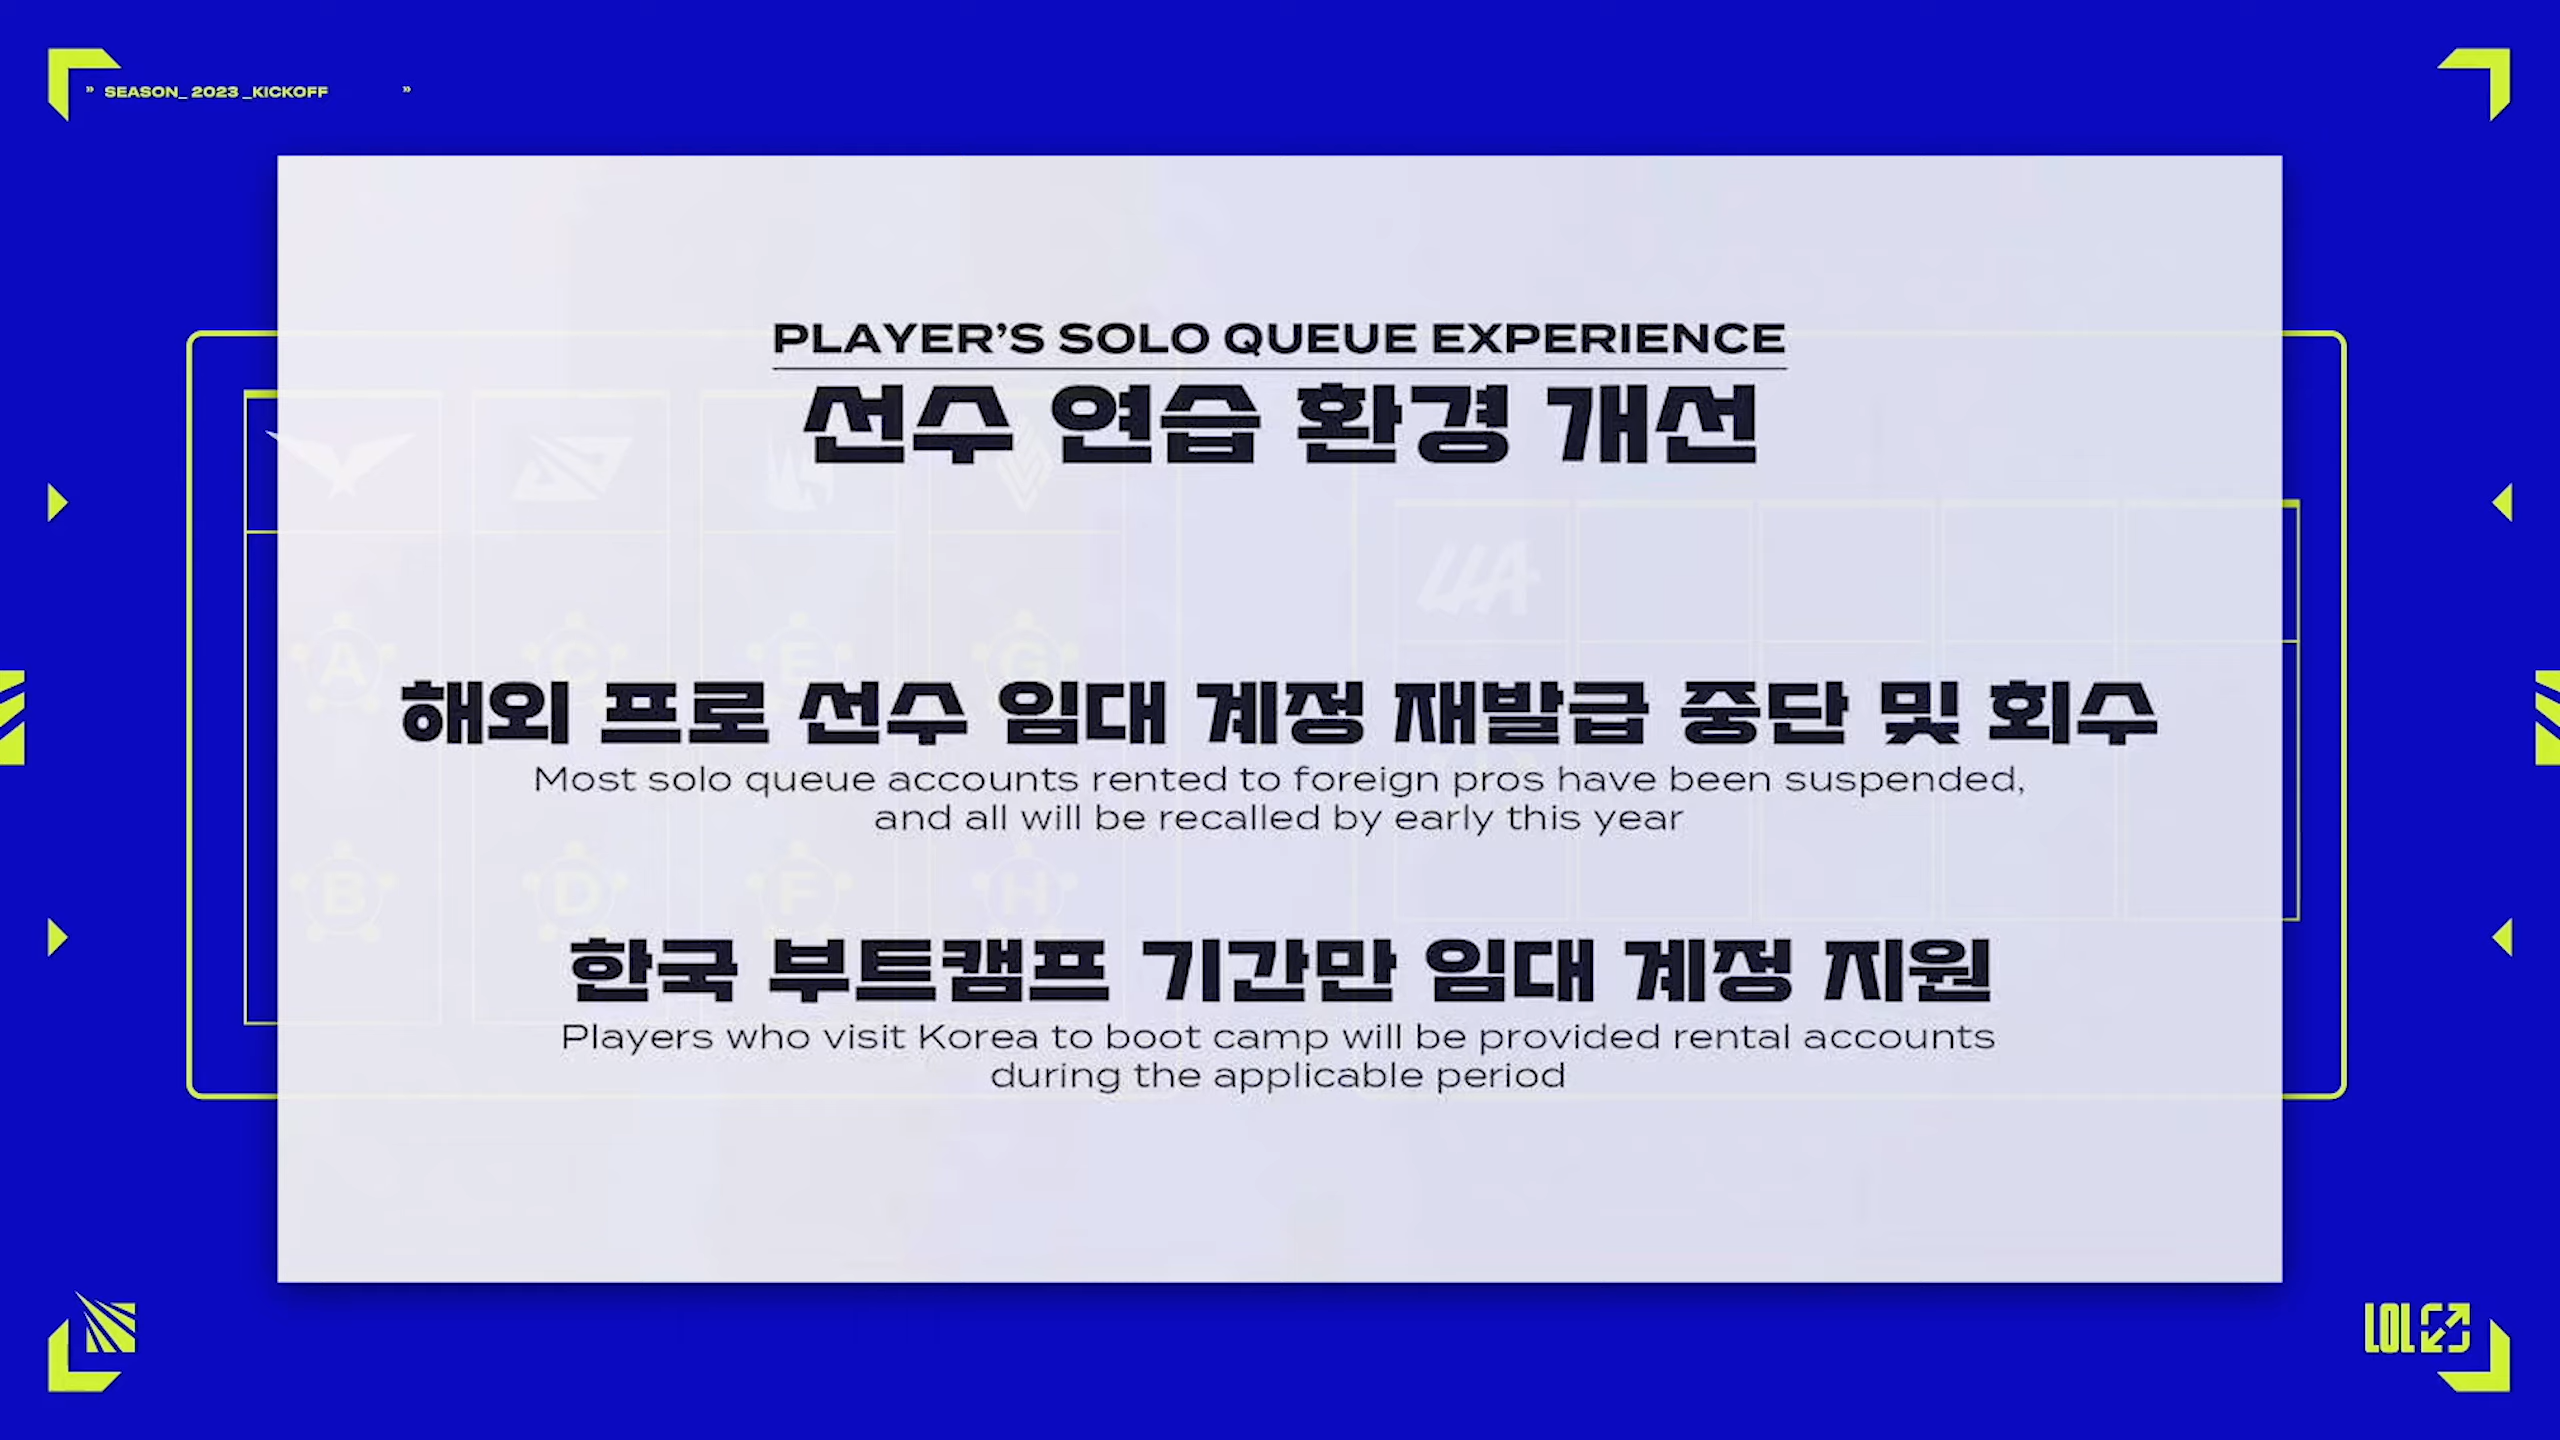 » SEASON_ 2023 _KICKOFF »
PLAYER'S SOLO QUEUE EXPERIENCE
선수 연습 환경 개선
해외 프로 선수 임대 계정 재발급 중단 및 회수
Most solo queue accounts rented to foreign pros have been suspended,
and all will be recalled by early this year
한국 부트캠프 기간만 임대 계정 지원
Players who visit Korea to boot camp will be provided rental accounts
during the applicable period
LLA
A
C
E
G
B
D
F
H
LOL